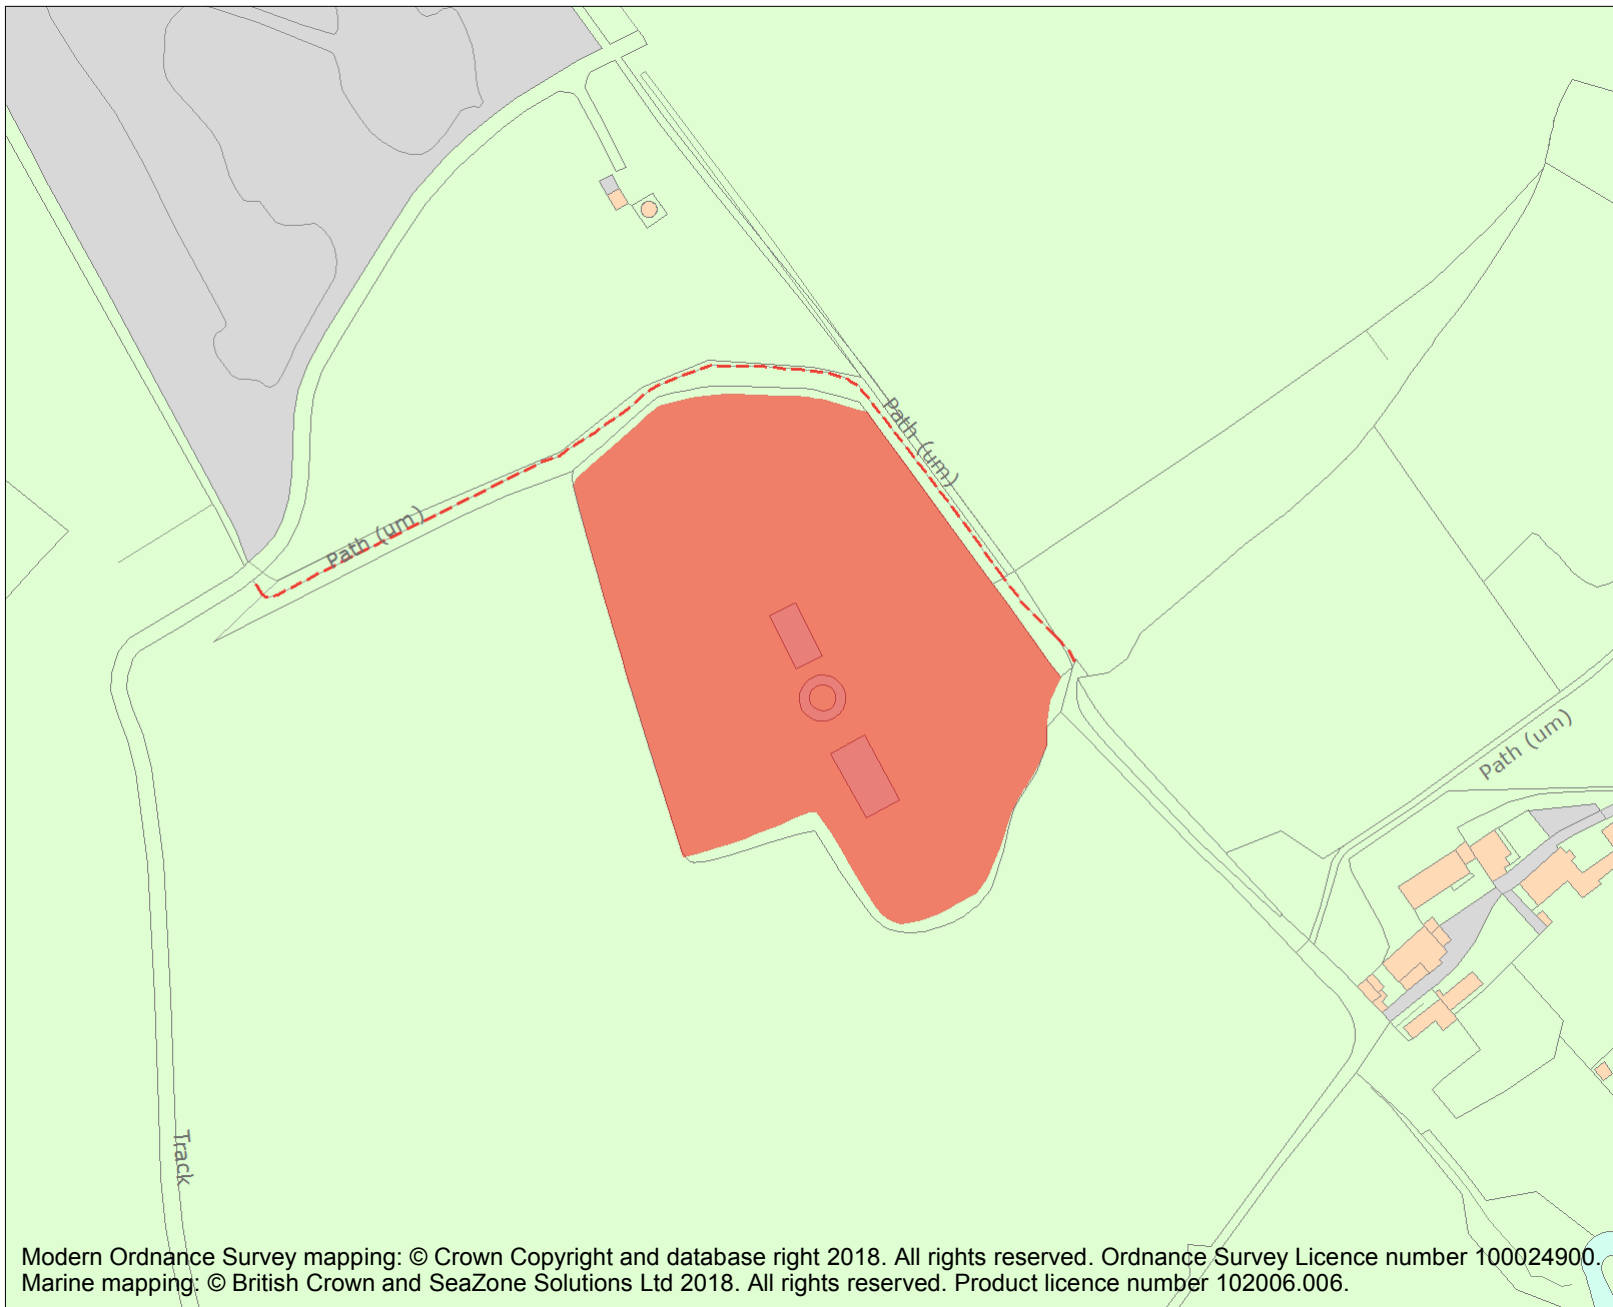 Path (um)
Path (um)
Path (um)
Track
Modern Ordnance Survey mapping: © Crown Copyright and database right 2018. All rights reserved. Ordnance Survey Licence number 100024900.
Marine mapping: © British Crown and SeaZone Solutions Ltd 2018. All rights reserved. Product licence number 102006.006.